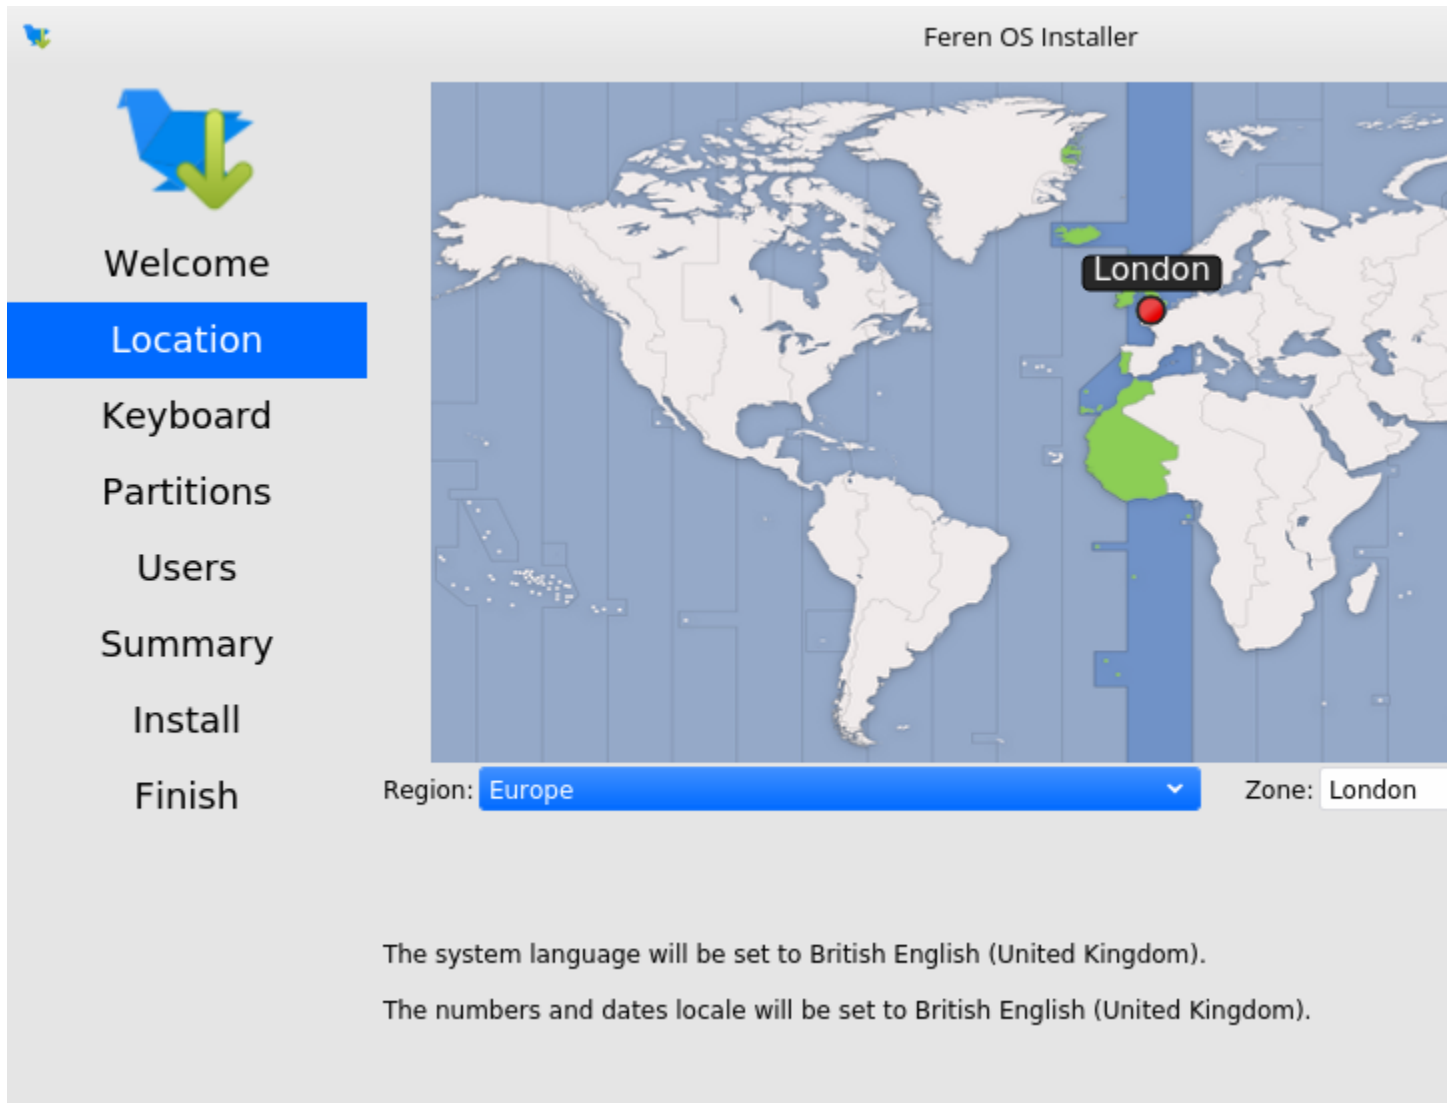 Feren OS Installer
Welcome
Location
Keyboard
Partitions
Users
Summary
Install
Finish
London
Region: Europe
Zone: London
The system language will be set to British English (United Kingdom).
The numbers and dates locale will be set to British English (United Kingdom).